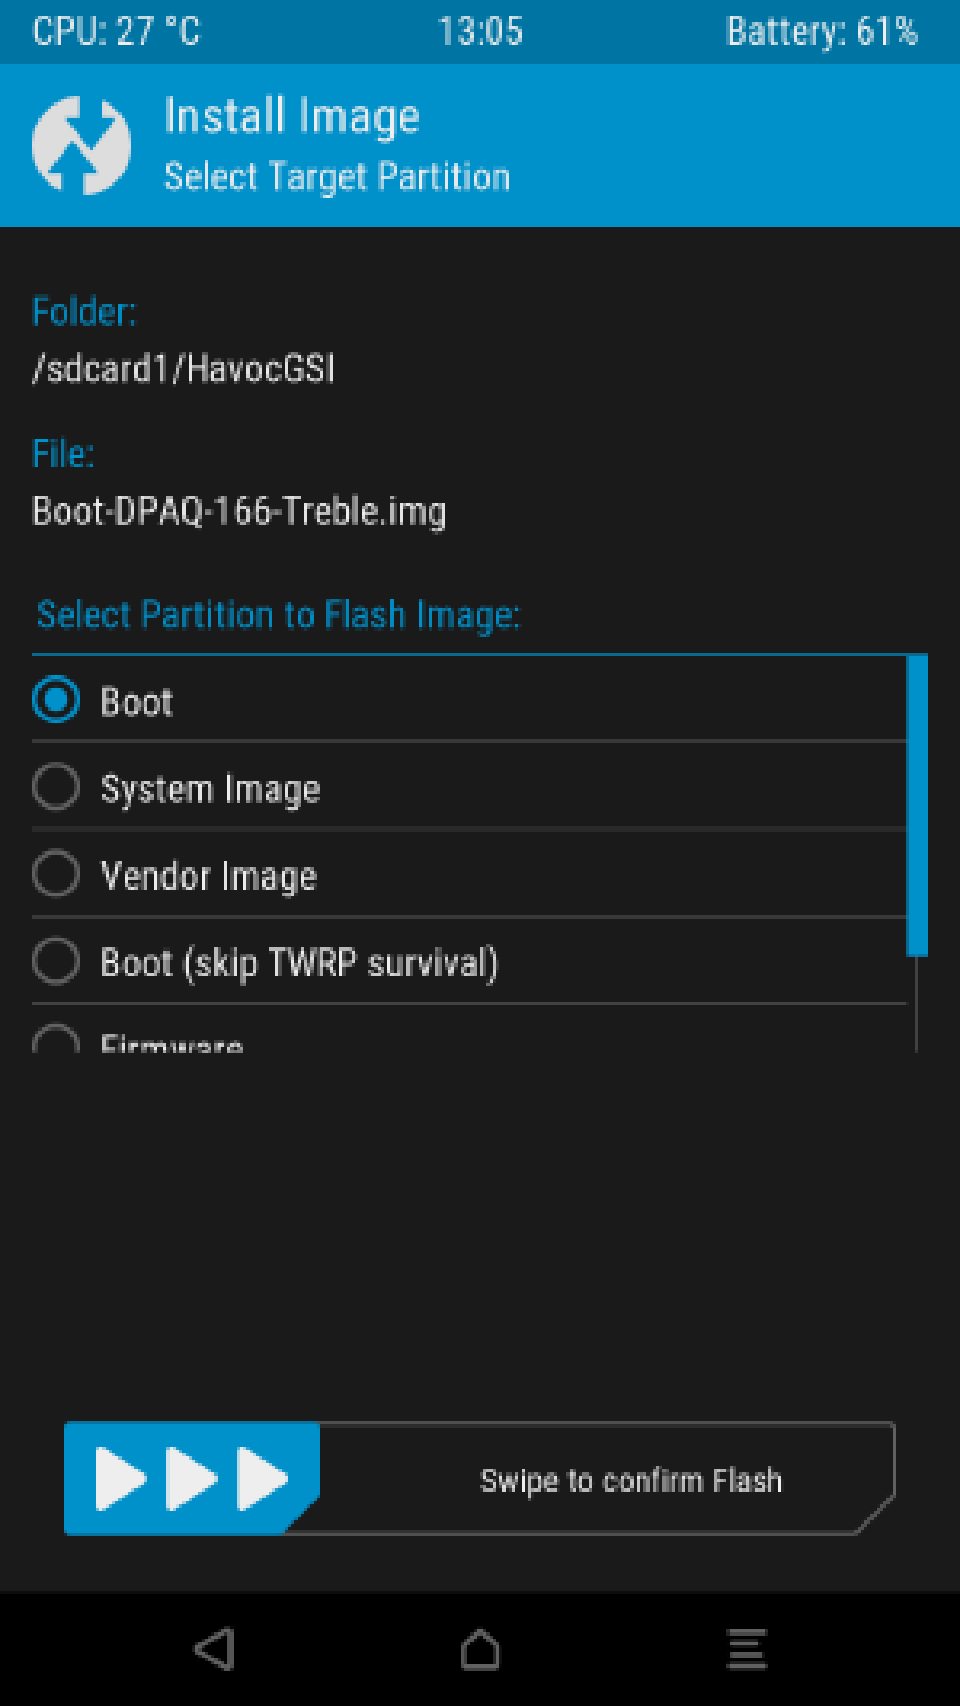 CPU: 27 °C 13:05 Battery: 61%
Install Image
Select Target Partition
Folder:
/sdcard1/HavocGSI
File:
Boot-DPAQ-166-Treble.img
Select Partition to Flash Image:
Boot
System Image
Vendor Image
Boot (skip TWRP survival)
Firmware
Swipe to confirm Flash